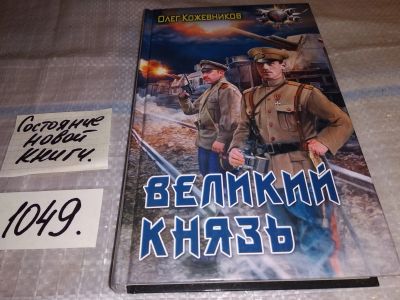 Олег Кожевников
ВЕЛИКИЙ
КНЯЗЬ
Состояние
новой
книги.
1049.